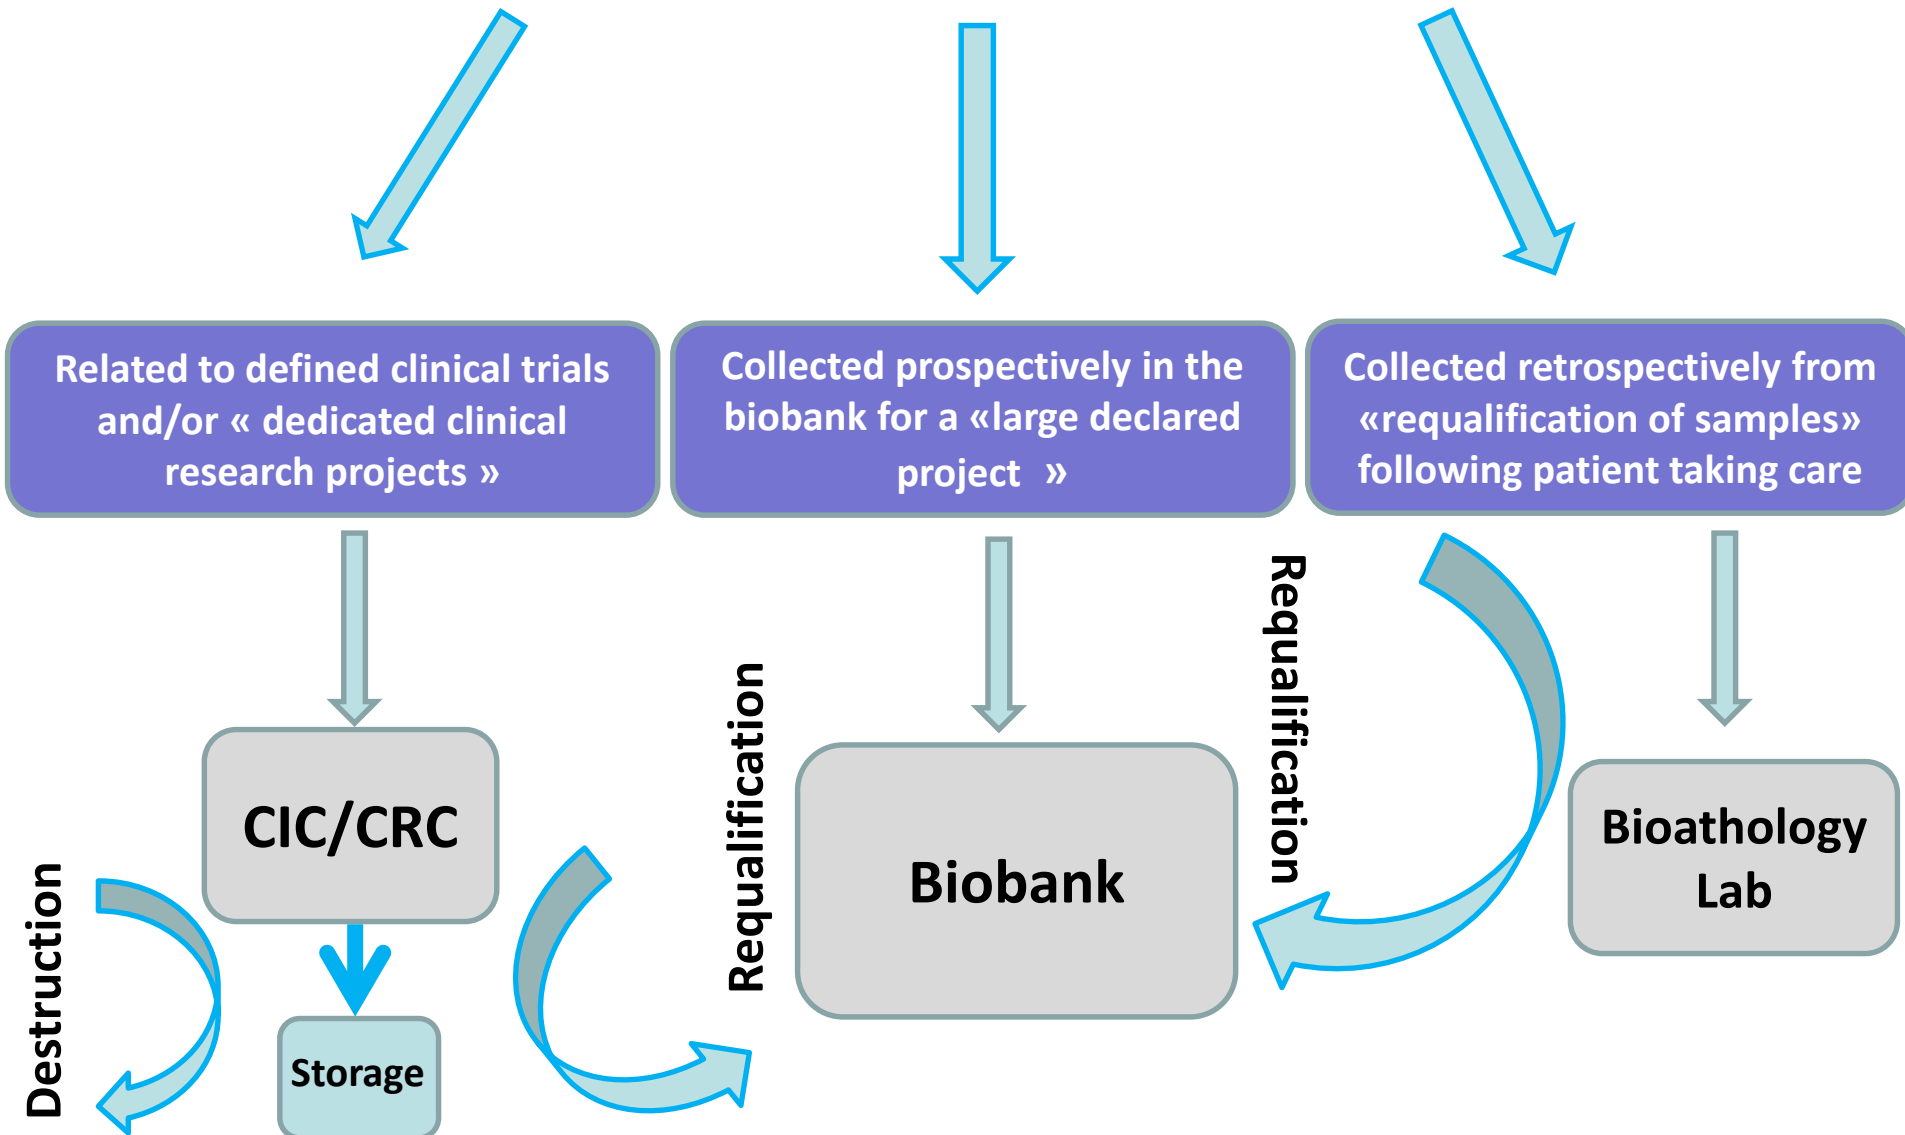 Related to defined clinical trials
and/or « dedicated clinical
research projects »
Collected prospectively in the
biobank for a «large declared
project »
Collected retrospectively from
«requalification of samples»
following patient taking care
Requalification
Requalification
CIC/CRC
Biobank
Bioathology
Lab
Destruction
Storage